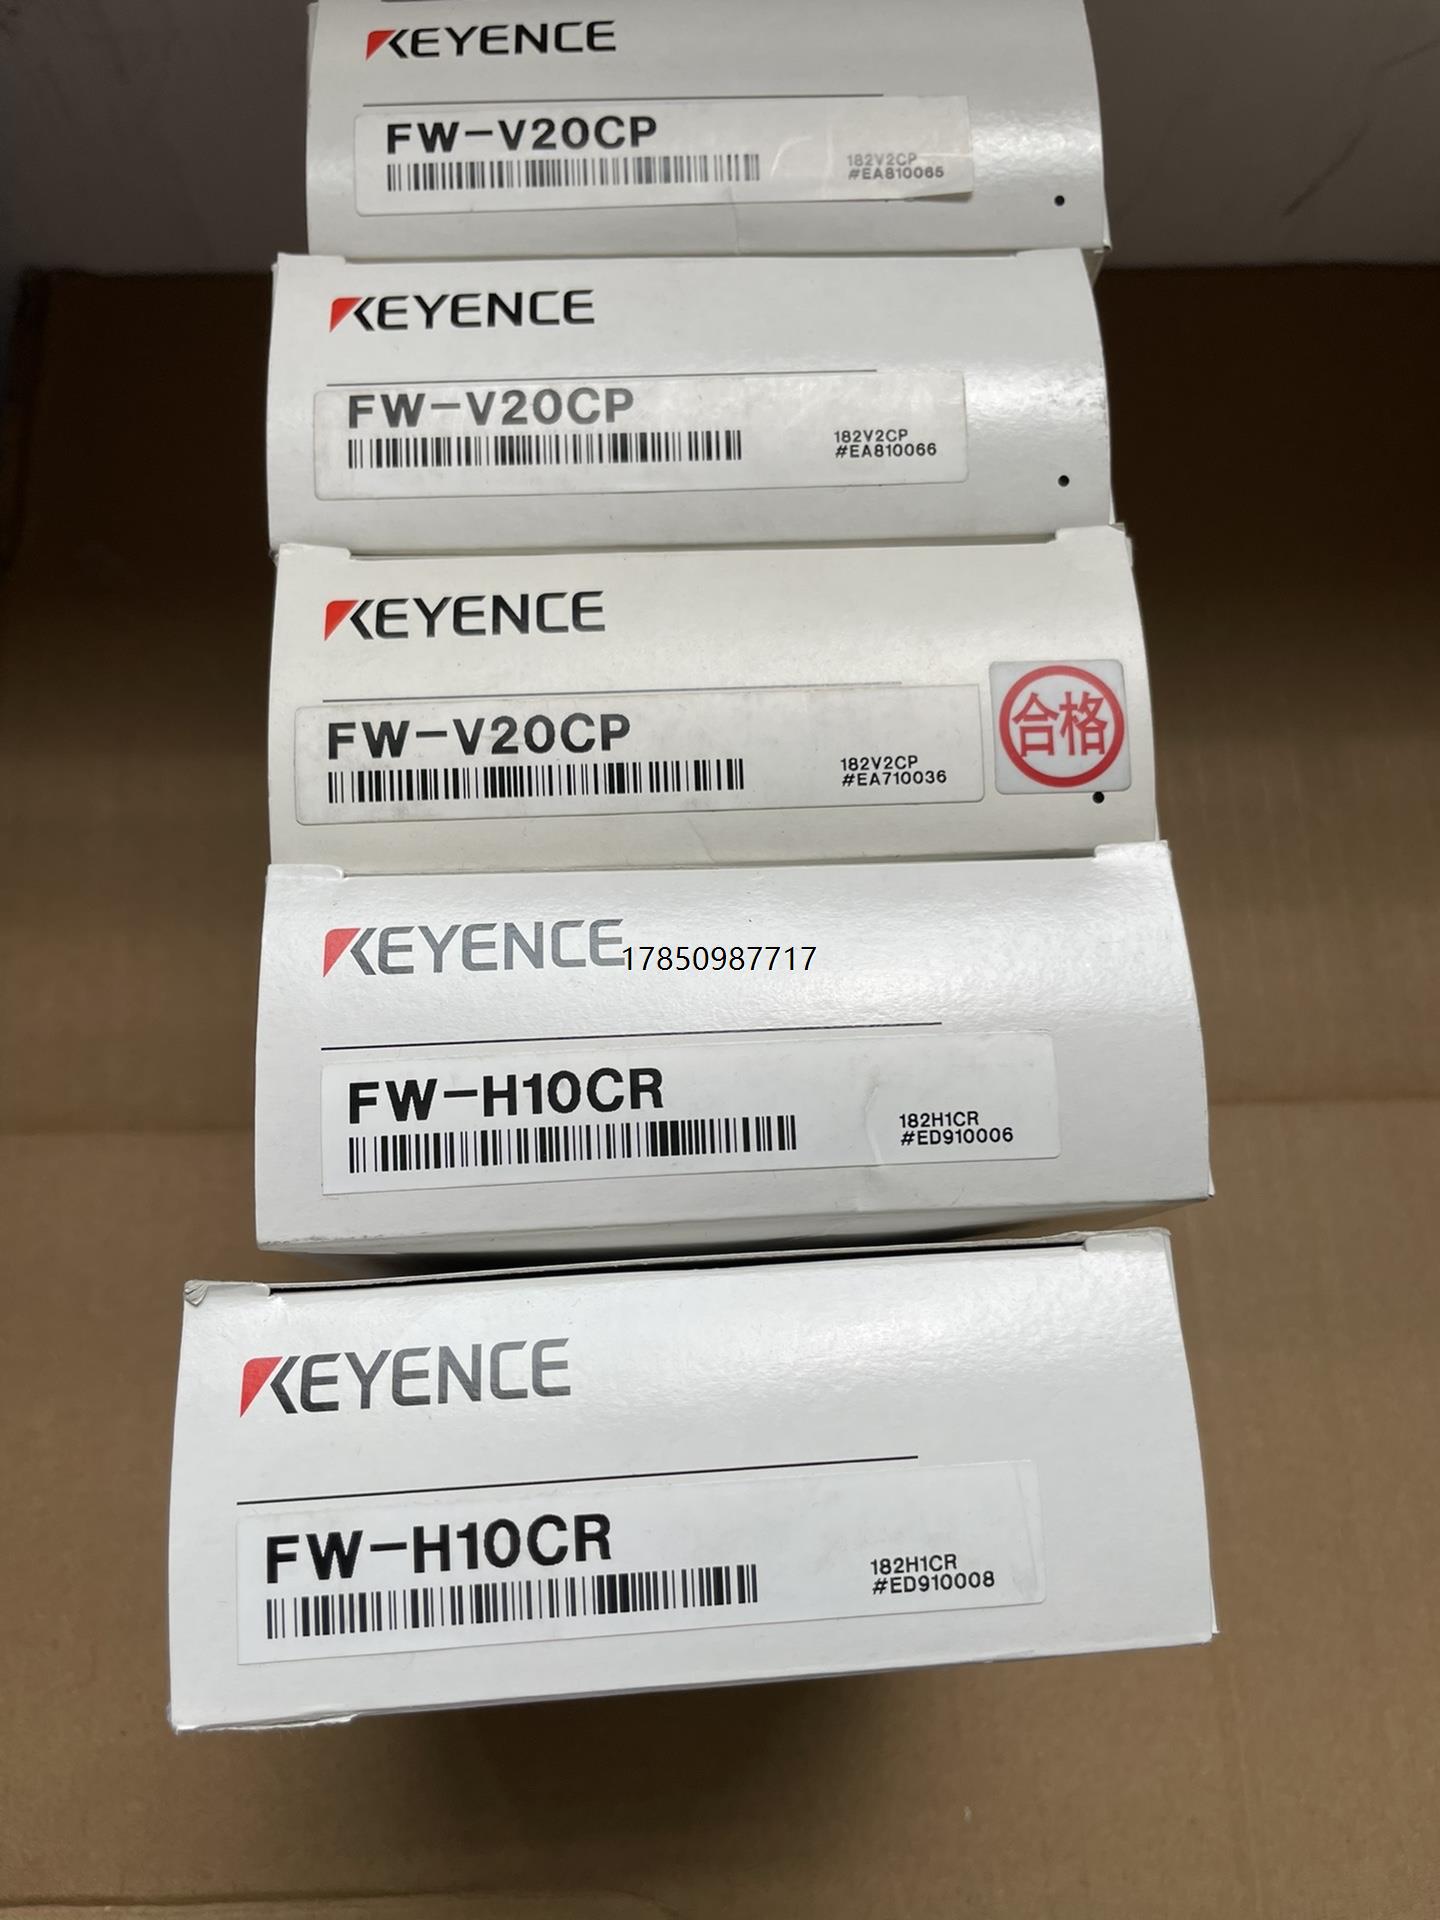 KEYENCE
FW-V20CP
182V2CP
#EA810065
KEYENCE
FW-V20CP
182V2CP
#EA810066
KEYENCE
FW-V20CP
182V2CP
#EA710036
合格
KEYENCE
17850987717
FW-H10CR
182H1CR
#ED910006
KEYENCE
FW-H10CR
182H1CR
#ED910008